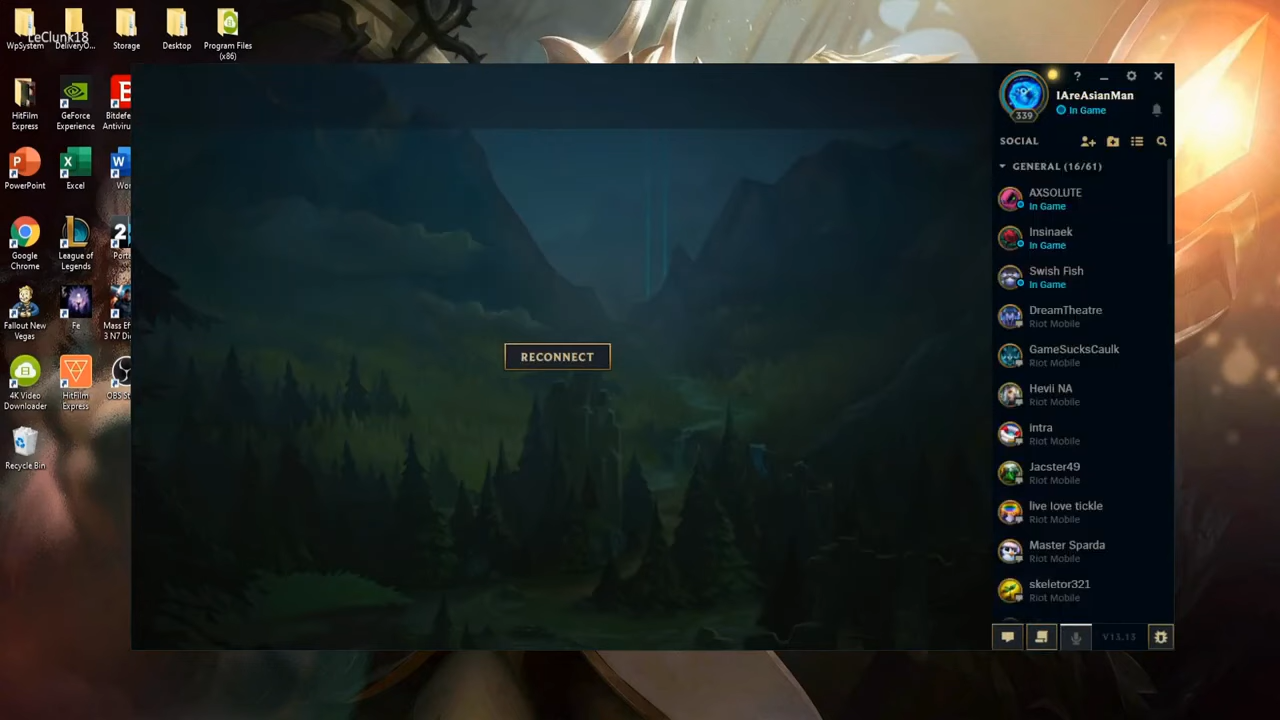 LeClunk18
WpSystem
DeliveryO...
Storage
Desktop
Program Files
(x86)
HitFilm
Express
GeForce
Experience
Bitdefe
Antiviru
PowerPoint
Excel
Wor
Google
Chrome
League of
Legends
Porta
Fallout New
Vegas
Fe
Mass Ef
3 N7 Di
4K Video
Downloader
HitFilm
Express
OBS St
Recycle Bin
RECONNECT
?
IAreAsianMan
In Game
339
SOCIAL
GENERAL (16/61)
AXSOLUTE
In Game
Insinaek
In Game
Swish Fish
In Game
DreamTheatre
Riot Mobile
GameSucksCaulk
Riot Mobile
Hevii NA
Riot Mobile
intra
Riot Mobile
Jacster49
Riot Mobile
live love tickle
Riot Mobile
Master Sparda
Riot Mobile
skeletor321
Riot Mobile
V13.15